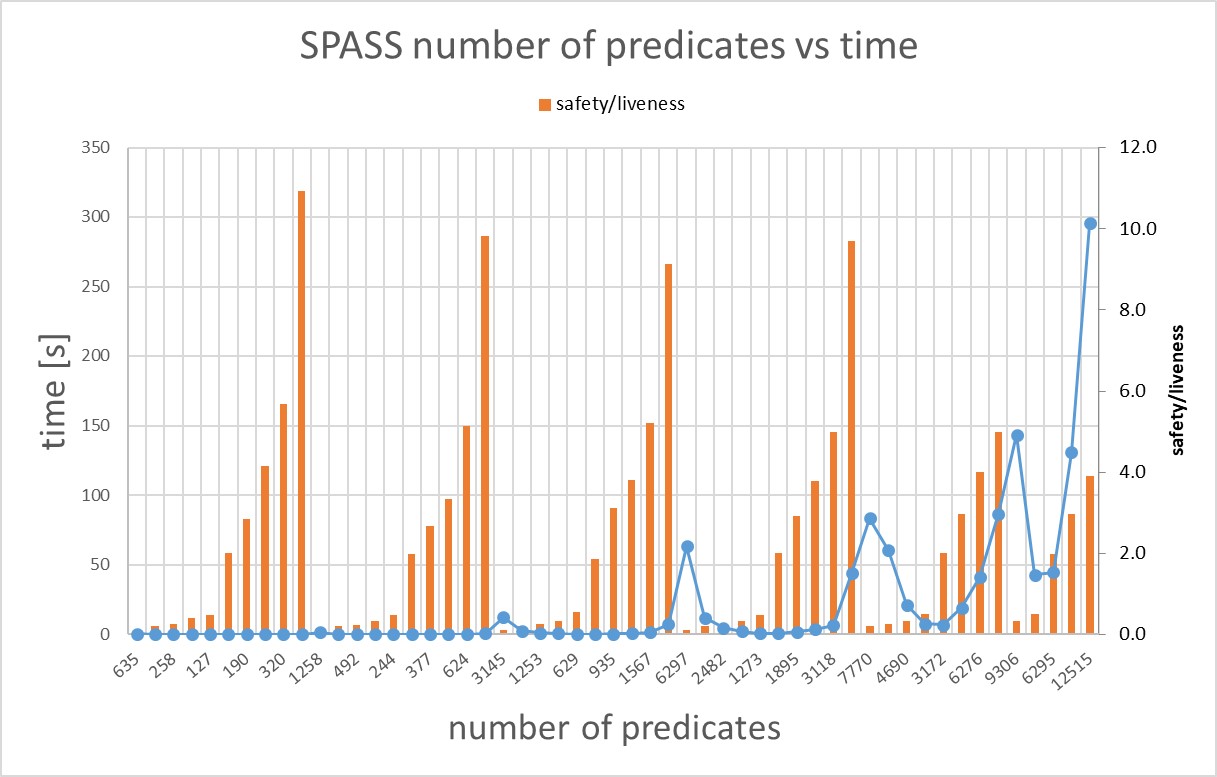 SPASS number of predicates vs time
safety/liveness
350
300
250
200
150
100
50
0
time [s]
12.0
10.0
8.0
6.0
4.0
2.0
0.0
safety/liveness
635 258 127 190 320 1258 492 244 377 624 3145 1253 629 935 1567 6297 2482 1273 1895 3118 7770 4690 3172 6276 9306 6295 12515
number of predicates